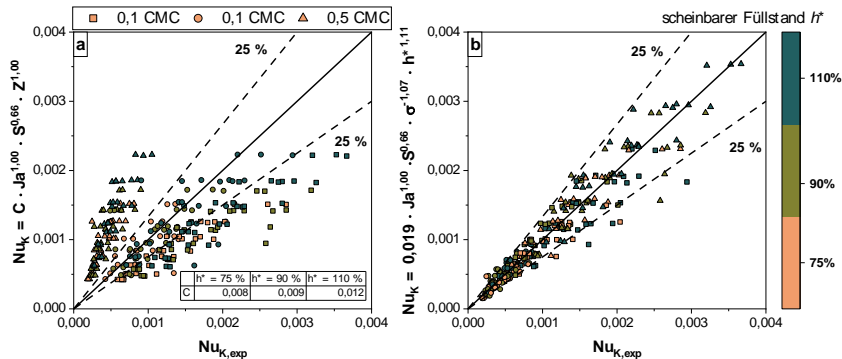 0,1 CMC 0,1 CMC 0,5 CMC
scheinbarer Füllstand h*
a
25 %
25 %
Nu_K = C · Ja^1,00 · S^0,66 · Z^1,00
0,004
0,003
0,002
0,001
0,000
h* = 75 % h* = 90 % h* = 110 %
C 0,008 0,009 0,012
0,000 0,001 0,002 0,003 0,004
Nu_K,exp
b
25 %
25 %
Nu_K = 0,019 · Ja^1,00 · S^0,66 · σ^-1,07 · h*^1,11
0,004
0,003
0,002
0,001
0,000
0,000 0,001 0,002 0,003 0,004
Nu_K,exp
110%
90%
75%